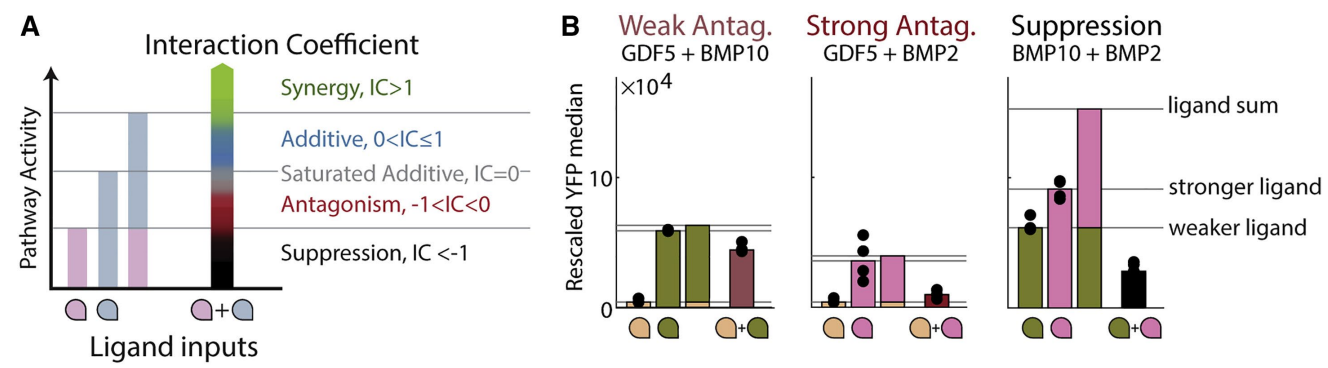 A
Interaction Coefficient
Pathway Activity
Synergy, IC>1
Additive, 0<IC≤1
Saturated Additive, IC=0
Antagonism, -1<IC<0
Suppression, IC <-1
+
Ligand inputs
B
Weak Antag.
GDF5 + BMP10
Strong Antag.
GDF5 + BMP2
Suppression
BMP10 + BMP2
Rescaled YFP median
×10⁴
10
0
ligand sum
stronger ligand
weaker ligand
+
+
+